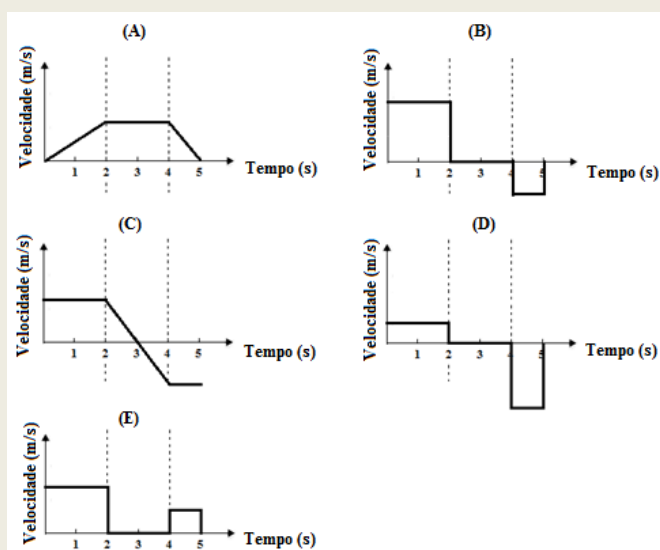 (A)
Velocidade (m/s)
1 2 3 4 5
Tempo (s)
(B)
Velocidade (m/s)
1 2 3 4 5
Tempo (s)
(C)
Velocidade (m/s)
1 2 3 4 5
Tempo (s)
(D)
Velocidade (m/s)
1 2 3 4 5
Tempo (s)
(E)
Velocidade (m/s)
1 2 3 4 5
Tempo (s)